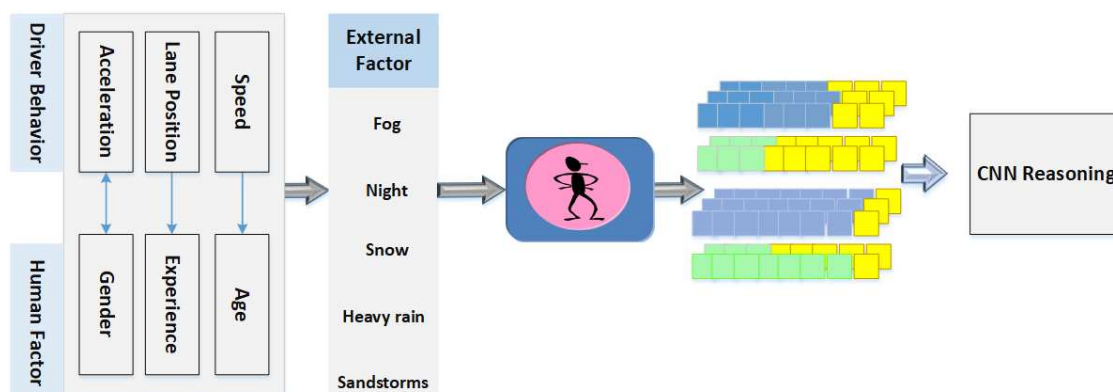 Driver Behavior
Acceleration
Lane Position
Speed
Human Factor
Gender
Experience
Age
External
Factor
Fog
Night
Snow
Heavy rain
Sandstorms
CNN Reasoning